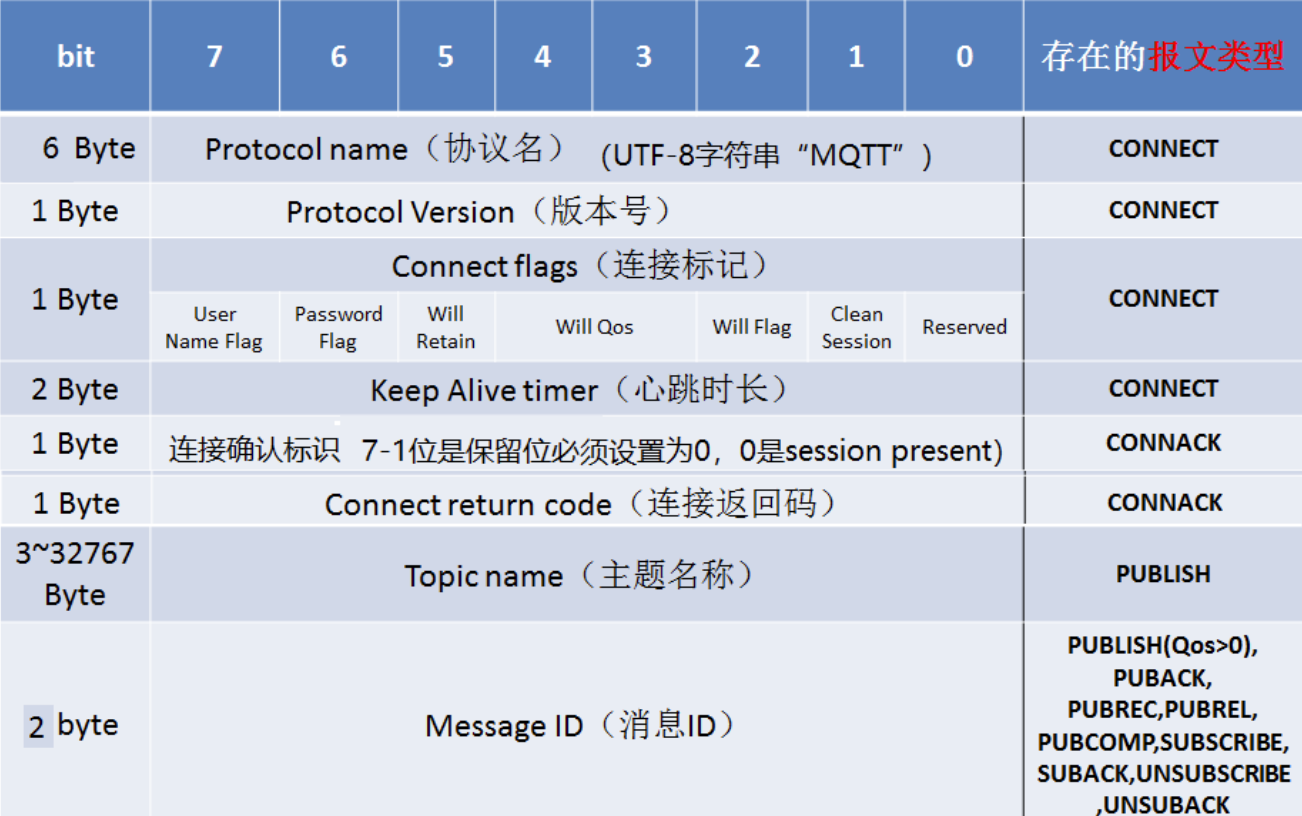 bit 7 6 5 4 3 2 1 0 存在的报文类型
6 Byte Protocol name（协议名） (UTF-8字符串“MQTT”) CONNECT
1 Byte Protocol Version（版本号） CONNECT
Connect flags（连接标记）
1 Byte CONNECT
User Password Will Clean
Will Qos Will Flag Reserved
Name Flag Flag Retain Session
2 Byte Keep Alive timer（心跳时长） CONNECT
1 Byte 连接确认标识 7-1位是保留位必须设置为0，0是session present) CONNACK
1 Byte Connect return code（连接返回码） CONNACK
3~32767
Byte Topic name（主题名称） PUBLISH
2 byte Message ID（消息ID）
PUBLISH(Qos>0),
PUBACK,
PUBREC,PUBREL,
PUBCOMP,SUBSCRIBE,
SUBACK,UNSUBSCRIBE
,UNSUBACK